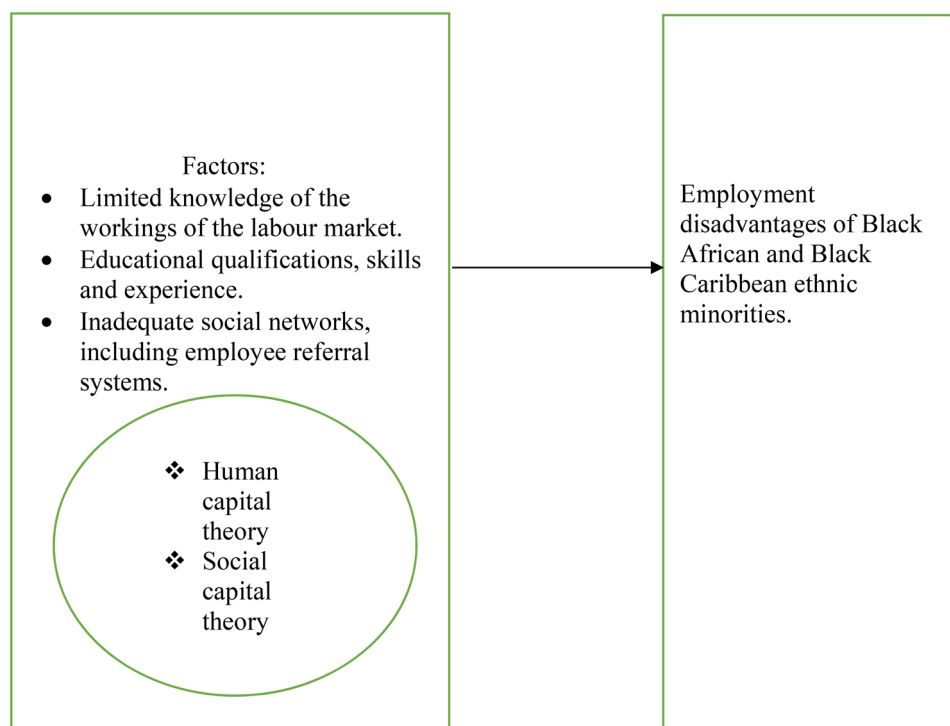 Factors:
• Limited knowledge of the
workings of the labour market.
• Educational qualifications, skills
and experience.
• Inadequate social networks,
including employee referral
systems.
❖ Human
capital
theory
❖ Social
capital
theory
Employment
disadvantages of Black
African and Black
Caribbean ethnic
minorities.